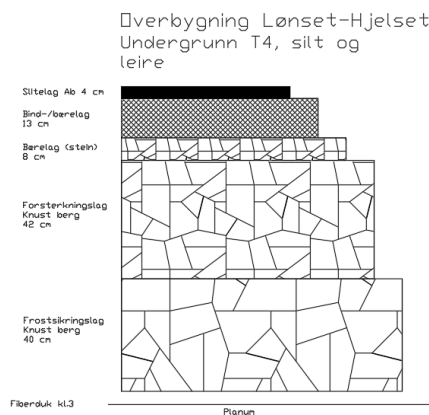 Overbygning Lønset-Hjelset
Undergrunn T4, silt og
leire
Slitelag Ab 4 cm
Bind-/bærelag
13 cm
Bærelag (stein)
8 cm
Forsterkningslag
Knust berg
42 cm
Frostsikringslag
Knust berg
40 cm
Fiberduk kl.3
Planum